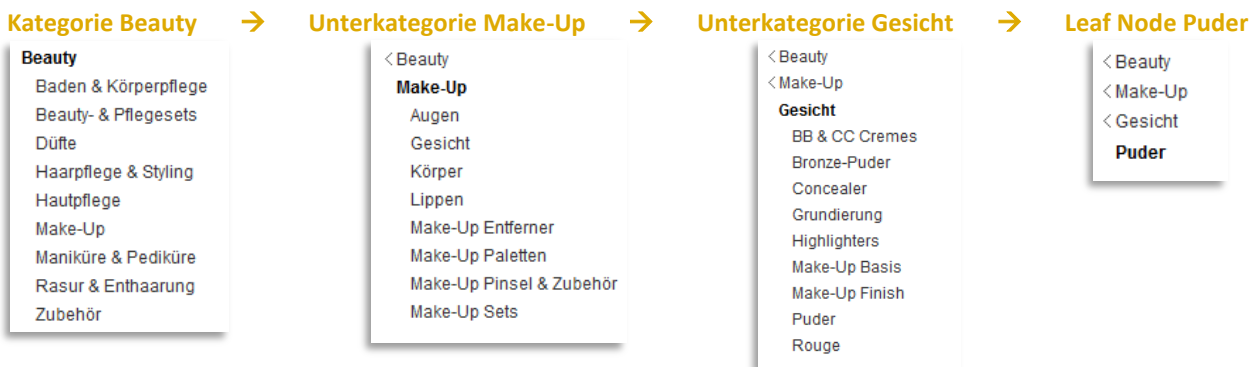 Kategorie Beauty → Unterkategorie Make-Up → Unterkategorie Gesicht → Leaf Node Puder
Beauty
Baden & Körperpflege
Beauty- & Pflegesets
Düfte
Haarpflege & Styling
Hautpflege
Make-Up
Maniküre & Pediküre
Rasur & Enthaarung
Zubehör
< Beauty
Make-Up
Augen
Gesicht
Körper
Lippen
Make-Up Entferner
Make-Up Paletten
Make-Up Pinsel & Zubehör
Make-Up Sets
< Beauty
< Make-Up
Gesicht
BB & CC Cremes
Bronze-Puder
Concealer
Grundierung
Highlighters
Make-Up Basis
Make-Up Finish
Puder
Rouge
< Beauty
< Make-Up
< Gesicht
Puder